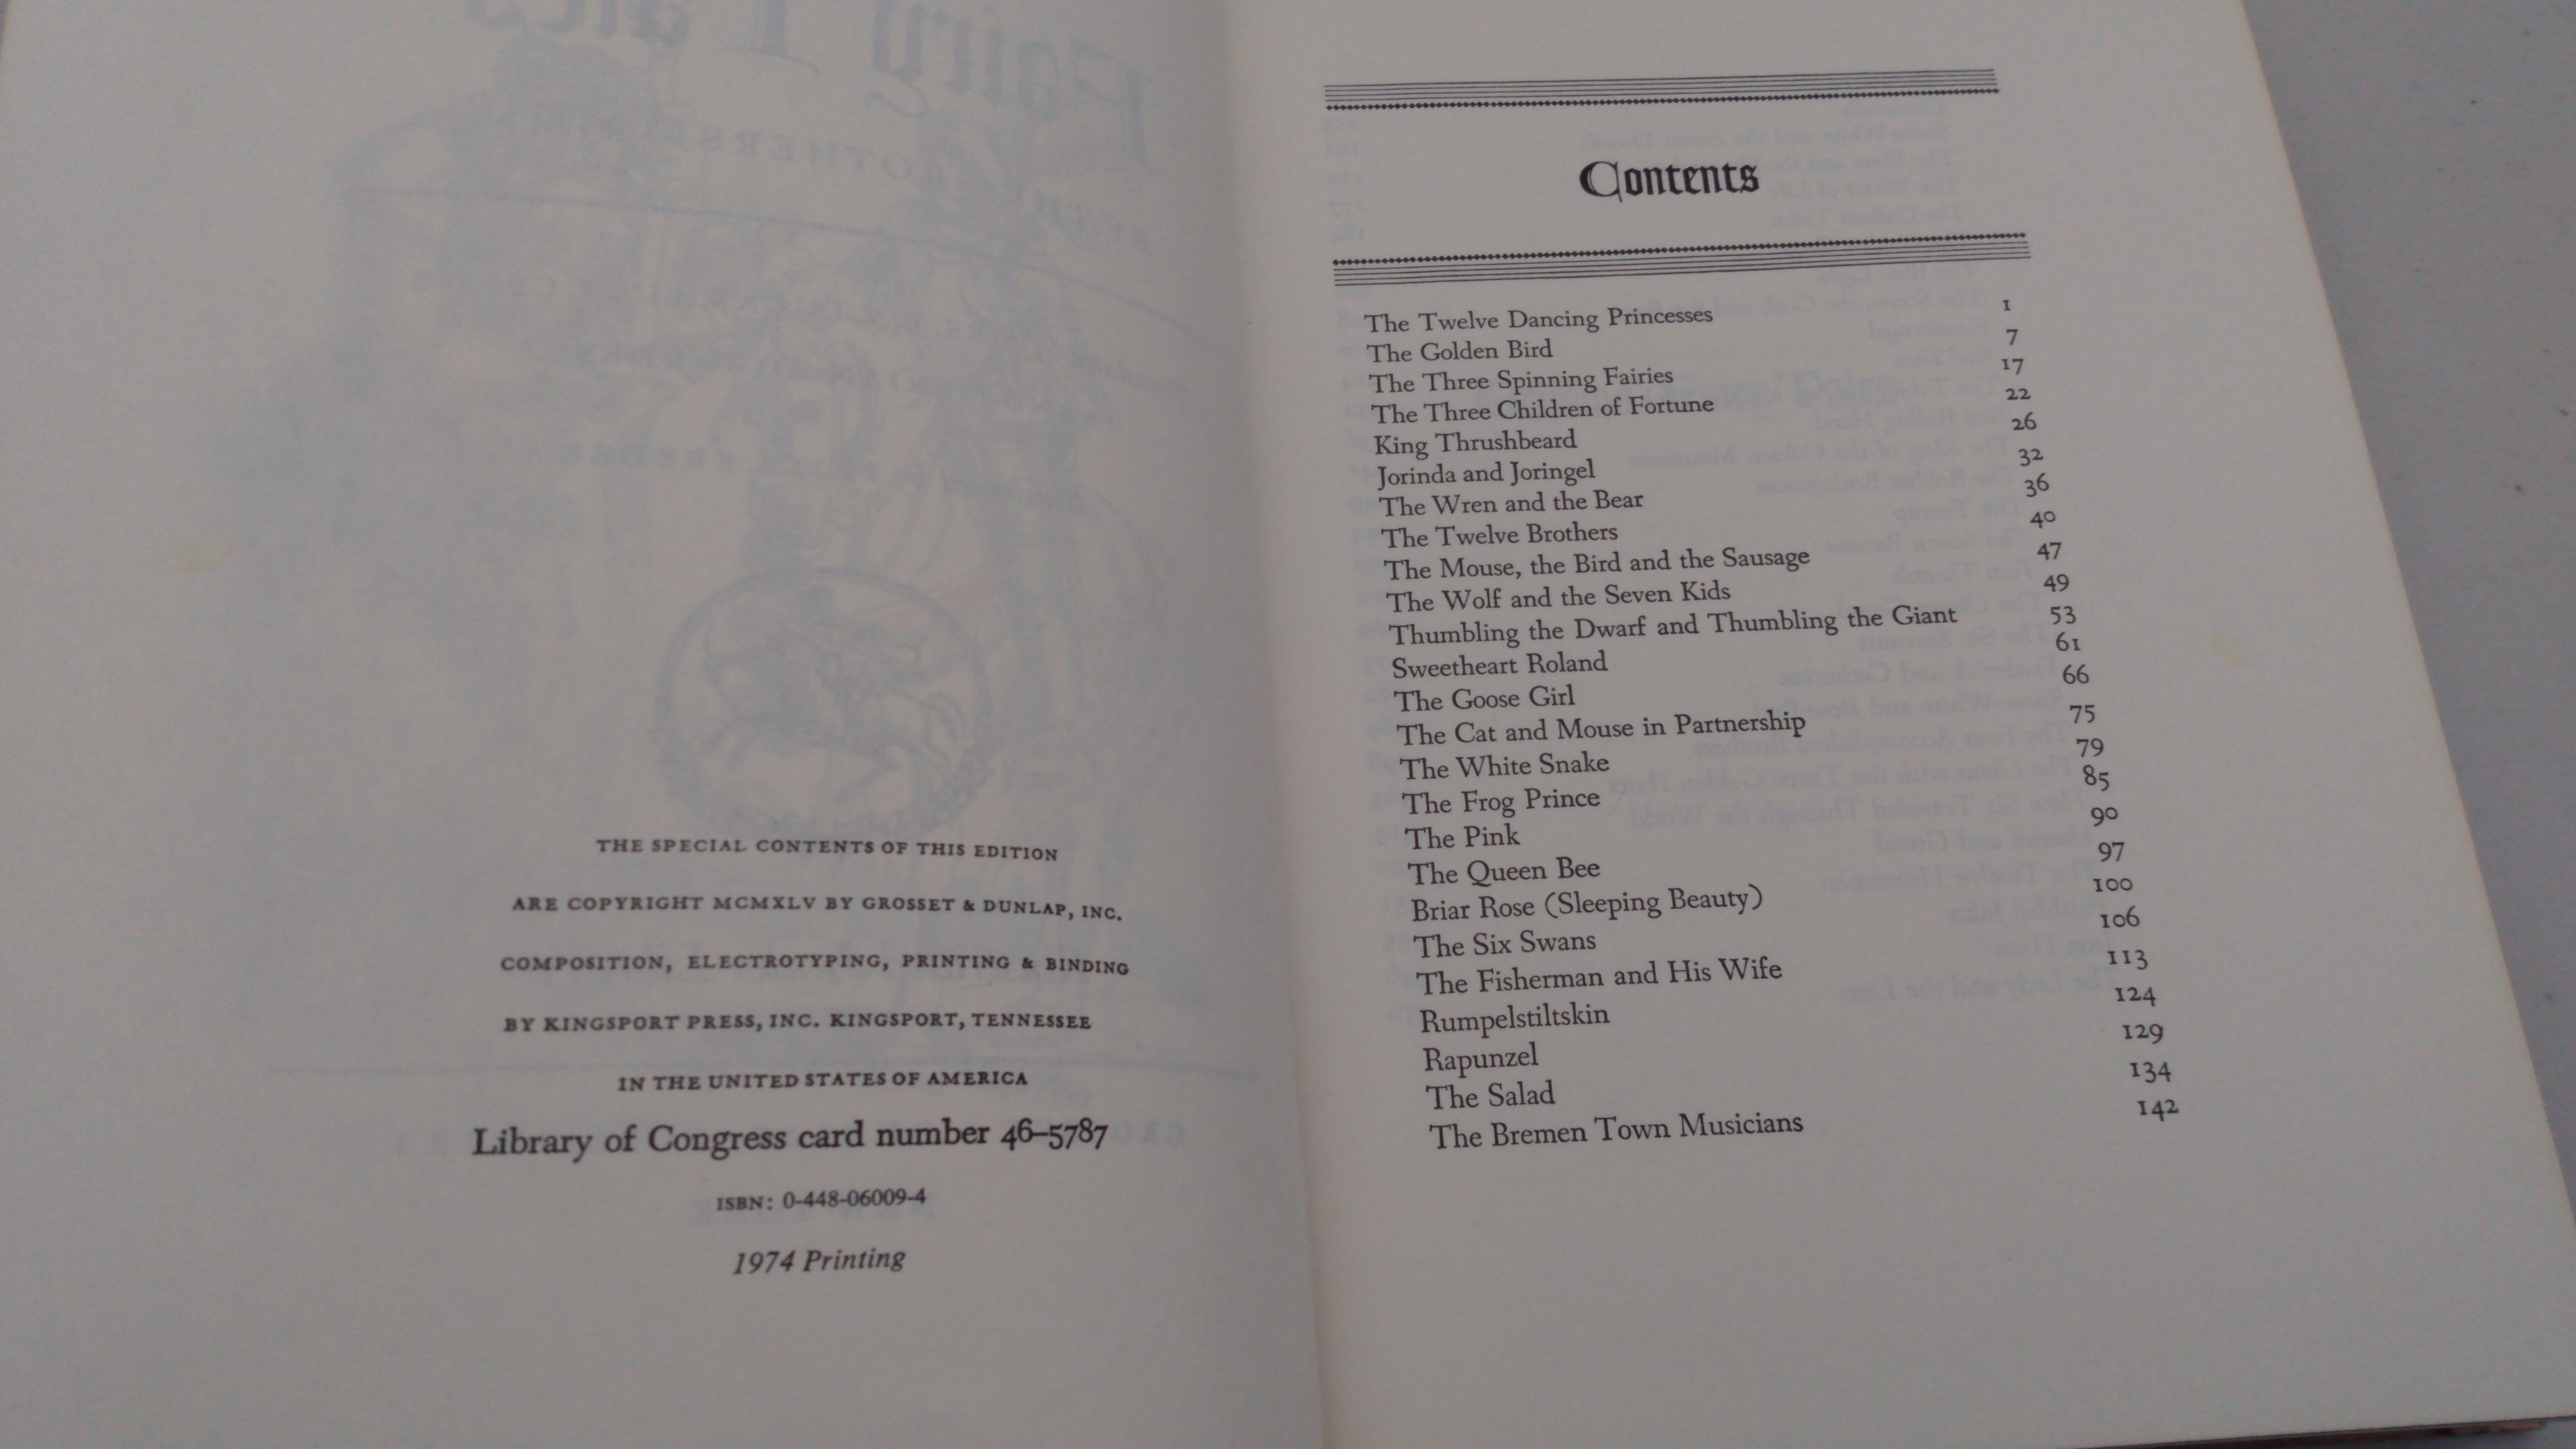 THE SPECIAL CONTENTS OF THIS EDITION
ARE COPYRIGHT MCMXLV BY GROSSET & DUNLAP, INC.
COMPOSITION, ELECTROTYPING, PRINTING & BINDING
BY KINGSPORT PRESS, INC. KINGSPORT, TENNESSEE
IN THE UNITED STATES OF AMERICA
Library of Congress card number 46-5787
ISBN: 0-448-06009-4
1974 Printing
Contents
The Twelve Dancing Princesses 1
The Golden Bird 7
The Three Spinning Fairies 17
The Three Children of Fortune 22
King Thrushbeard 26
Jorinda and Joringel 32
The Wren and the Bear 36
The Twelve Brothers 40
The Mouse, the Bird and the Sausage 47
The Wolf and the Seven Kids 49
Thumbling the Dwarf and Thumbling the Giant 53
Sweetheart Roland 61
The Goose Girl 66
The Cat and Mouse in Partnership 75
The White Snake 79
The Frog Prince 85
The Pink 90
The Queen Bee 97
Briar Rose (Sleeping Beauty) 100
The Six Swans 106
The Fisherman and His Wife 113
Rumpelstiltskin 124
Rapunzel 129
The Salad 134
The Bremen Town Musicians 142